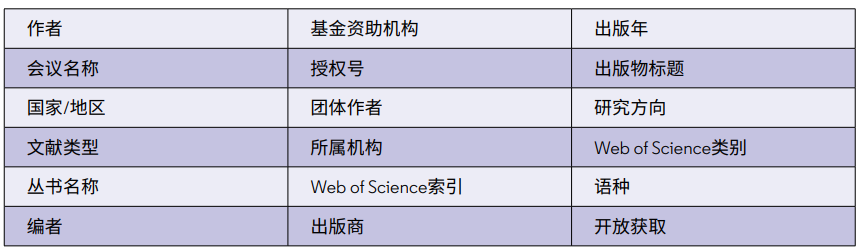 作者 基金资助机构 出版年
会议名称 授权号 出版物标题
国家/地区 团体作者 研究方向
文献类型 所属机构 Web of Science类别
丛书名称 Web of Science索引 语种
编者 出版商 开放获取